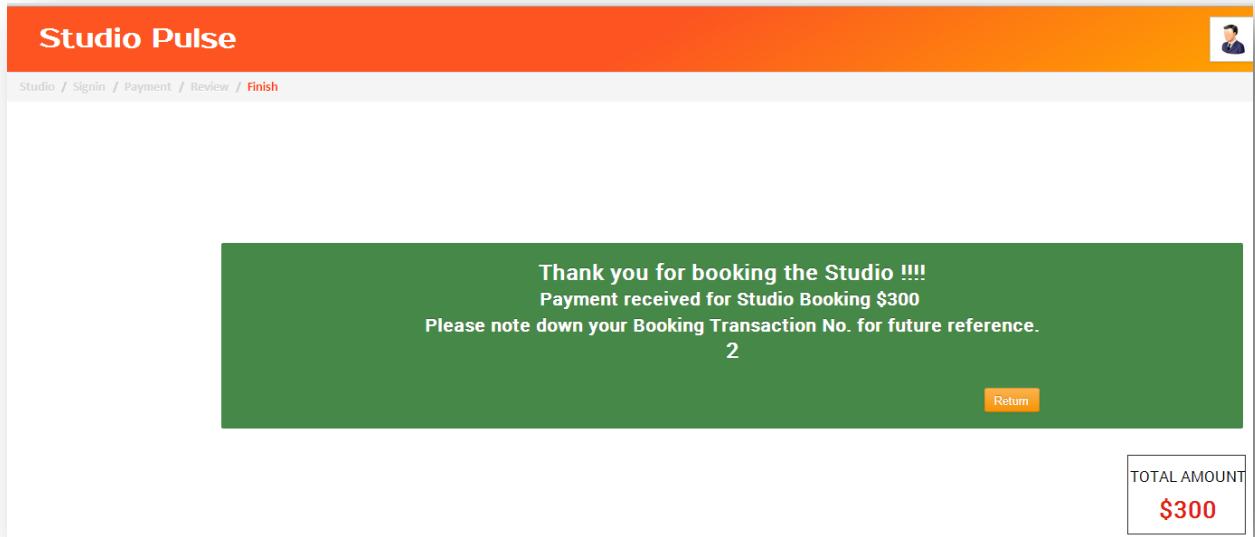 Studio Pulse
Studio / Signin / Payment / Review / Finish
Thank you for booking the Studio !!!!
Payment received for Studio Booking $300
Please note down your Booking Transaction No. for future reference.
2
Return
TOTAL AMOUNT
$300